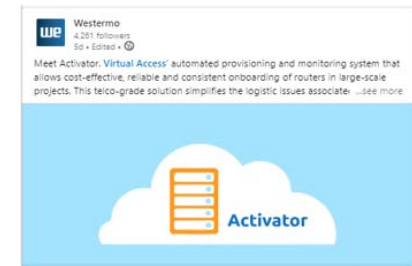 we
Westermo
4,261 followers
5d • Edited •
Meet Activator. Virtual Access' automated provisioning and monitoring system that
allows cost-effective, reliable and consistent onboarding of routers in large-scale
projects. This telco-grade solution simplifies the logistic issues associate ...see more
Activator